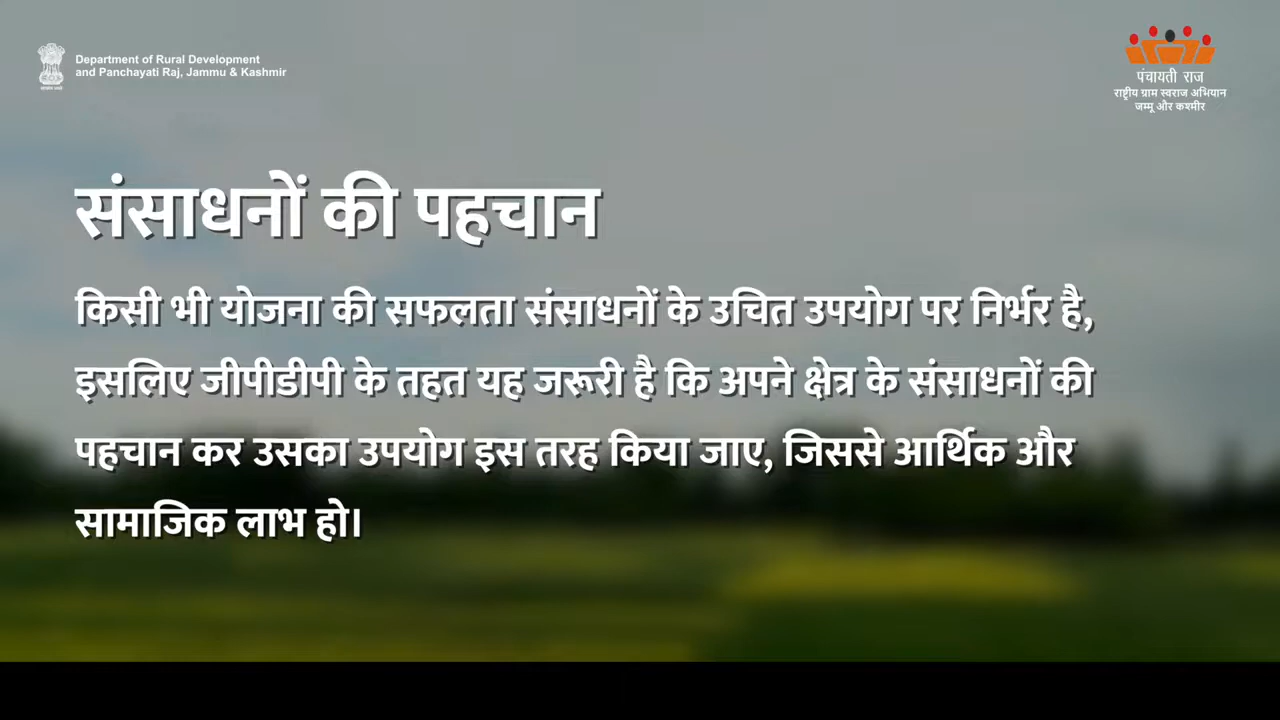 Department of Rural Development
and Panchayati Raj, Jammu & Kashmir
पंचायती राज
राष्ट्रीय ग्राम स्वराज अभियान
जम्मू और कश्मीर
संसाधनों की पहचान
किसी भी योजना की सफलता संसाधनों के उचित उपयोग पर निर्भर है,
इसलिए जीपीडीपी के तहत यह जरूरी है कि अपने क्षेत्र के संसाधनों की
पहचान कर उसका उपयोग इस तरह किया जाए, जिससे आर्थिक और
सामाजिक लाभ हो।